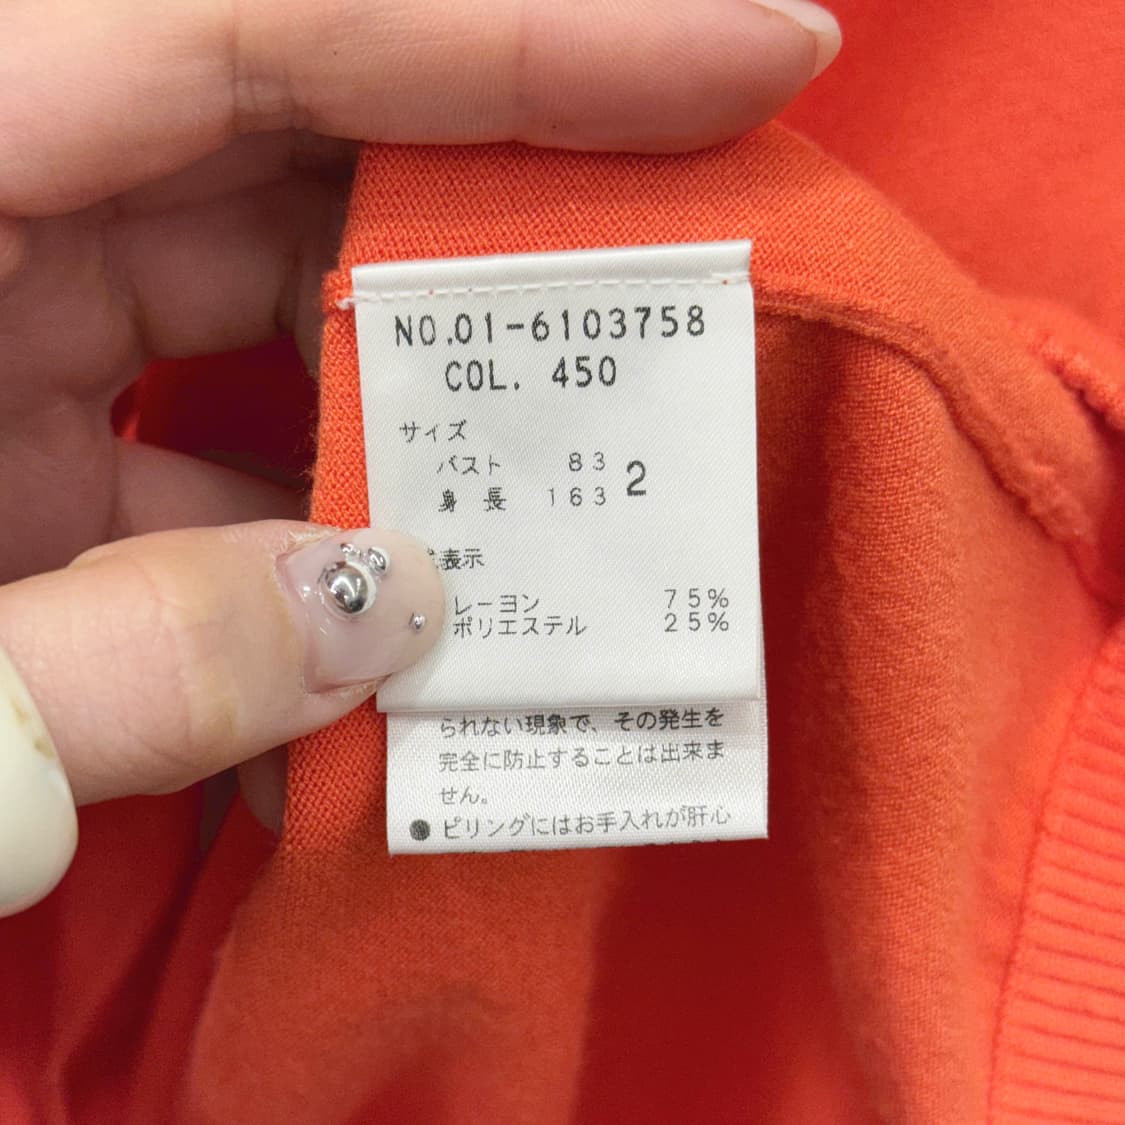 NO.01-6103758
COL. 450
サイズ
バスト 83
身 長 163
2
表示
レーヨン 75%
ポリエステル 25%
られない現象で、その発生を
完全に防止することは出来ま
せん。
● ピリングにはお手入れが肝心